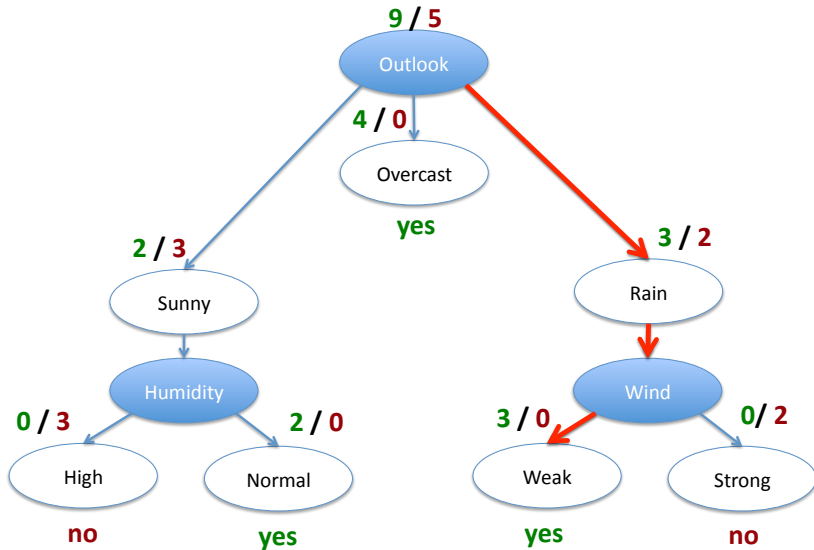 9 / 5
Outlook
4 / 0
Overcast
yes
2 / 3
Sunny
3 / 2
Rain
Humidity
Wind
0 / 3
2 / 0
3 / 0
0/ 2
High
Normal
Weak
Strong
no
yes
yes
no